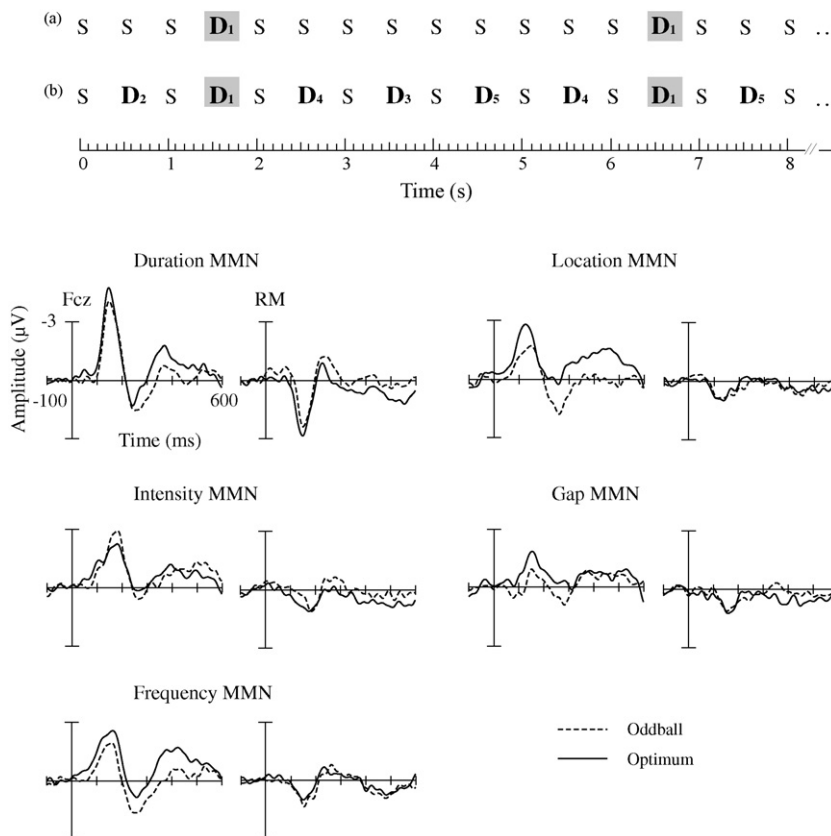 (a) S S S D1 S S S S S S S S S D1 S S S ..
(b) S D2 S D1 S D4 S D3 S D5 S D4 S D1 S D5 S ..
0 1 2 3 4 5 6 7 8 //
Time (s)
Duration MMN Location MMN
Fcz RM
-3
Amplitude (µV)
-100 600
Time (ms)
Intensity MMN Gap MMN
Frequency MMN
Oddball
Optimum